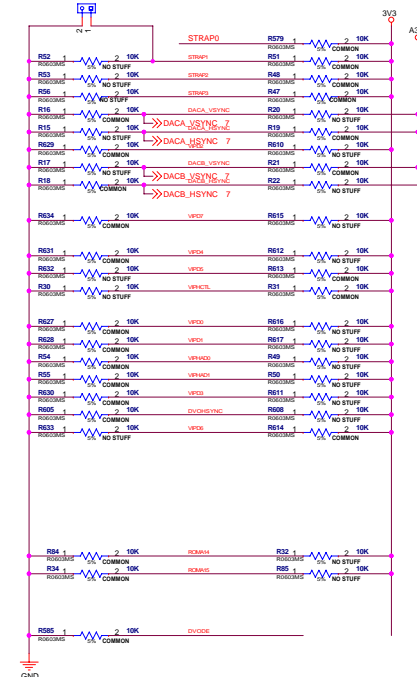 3V3
A3
2 1
STRAP0 R579 1 2 10K
R0603MS 5% COMMON
R52 1 2 10K STRAP1 R51 1 2 10K
R0603MS 5% NO STUFF R0603MS 5% COMMON
R53 1 2 10K STRAP2 R48 1 2 10K
R0603MS 5% NO STUFF R0603MS 5% COMMON
R56 1 2 10K STRAP3 R47 1 2 10K
R0603MS 5% NO STUFF R0603MS 5% COMMON
R16 1 2 10K DACA_VSYNC R20 1 2 10K
R0603MS 5% COMMON DACA_VSYNC 7 R0603MS 5% NO STUFF
R15 1 2 10K DACA_HSYNC R19 1 2 10K
R0603MS 5% NO STUFF DACA_HSYNC 7 R0603MS 5% COMMON
R629 1 2 10K VIPD2 R610 1 2 10K
R0603MS 5% COMMON R0603MS 5% NO STUFF
R17 1 2 10K DACB_VSYNC R21 1 2 10K
R0603MS 5% NO STUFF DACB_VSYNC 7 R0603MS 5% COMMON
R18 1 2 10K DACB_HSYNC R22 1 2 10K
R0603MS 5% COMMON DACB_HSYNC 7 R0603MS 5% NO STUFF
R634 1 2 10K VIPD7 R615 1 2 10K
R0603MS 5% COMMON R0603MS 5% NO STUFF
R631 1 2 10K VIPD4 R612 1 2 10K
R0603MS 5% COMMON R0603MS 5% NO STUFF
R632 1 2 10K VIPD5 R613 1 2 10K
R0603MS 5% NO STUFF R0603MS 5% COMMON
R30 1 2 10K VIPHCTL R31 1 2 10K
R0603MS 5% NO STUFF R0603MS 5% COMMON
R627 1 2 10K VIPD0 R616 1 2 10K
R0603MS 5% COMMON R0603MS 5% NO STUFF
R628 1 2 10K VIPD1 R617 1 2 10K
R0603MS 5% COMMON R0603MS 5% NO STUFF
R54 1 2 10K VIPHAD0 R49 1 2 10K
R0603MS 5% COMMON R0603MS 5% NO STUFF
R55 1 2 10K VIPHAD1 R50 1 2 10K
R0603MS 5% COMMON R0603MS 5% NO STUFF
R630 1 2 10K VIPD3 R611 1 2 10K
R0603MS 5% COMMON R0603MS 5% NO STUFF
R605 1 2 10K DVOHSYNC R608 1 2 10K
R0603MS 5% COMMON R0603MS 5% NO STUFF
R633 1 2 10K VIPD6 R614 1 2 10K
R0603MS 5% NO STUFF R0603MS 5% COMMON
R84 1 2 10K ROMA14 R32 1 2 10K
R0603MS 5% COMMON R0603MS 5% NO STUFF
R34 1 2 10K ROMA15 R85 1 2 10K
R0603MS 5% COMMON R0603MS 5% NO STUFF
R585 1 2 10K DVODE
R0603MS 5% COMMON
GND